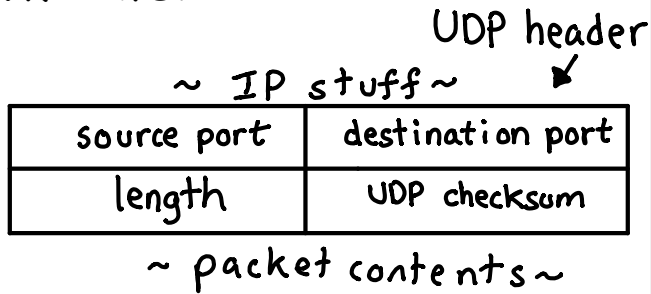 UDP header
~ IP stuff ~
source port destination port
length UDP checksum
~ packet contents ~